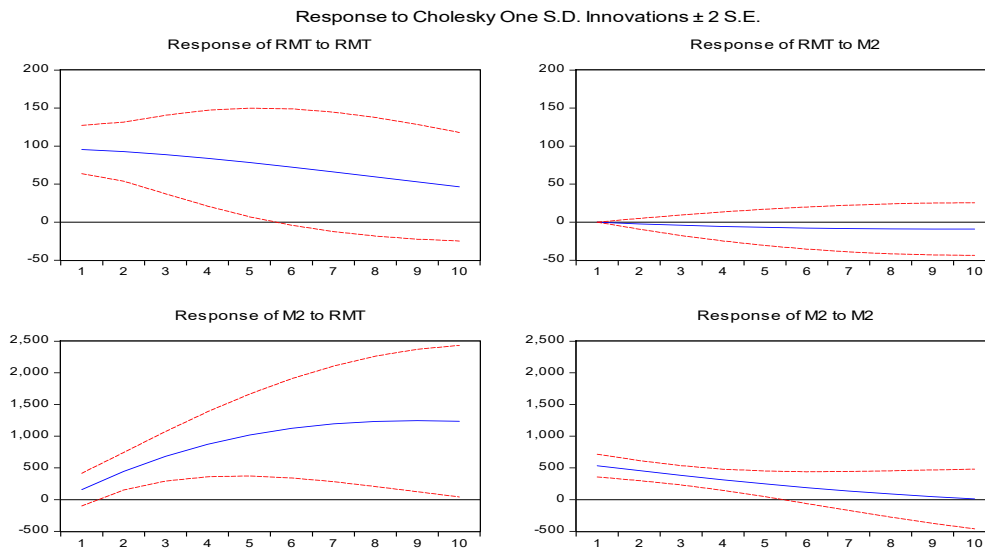 Response to Cholesky One S.D. Innovations ± 2 S.E.
Response of RMT to RMT
200
150
100
50
0
-50
1 2 3 4 5 6 7 8 9 10
Response of RMT to M2
200
150
100
50
0
-50
1 2 3 4 5 6 7 8 9 10
Response of M2 to RMT
2,500
2,000
1,500
1,000
500
0
-500
1 2 3 4 5 6 7 8 9 10
Response of M2 to M2
2,500
2,000
1,500
1,000
500
0
-500
1 2 3 4 5 6 7 8 9 10